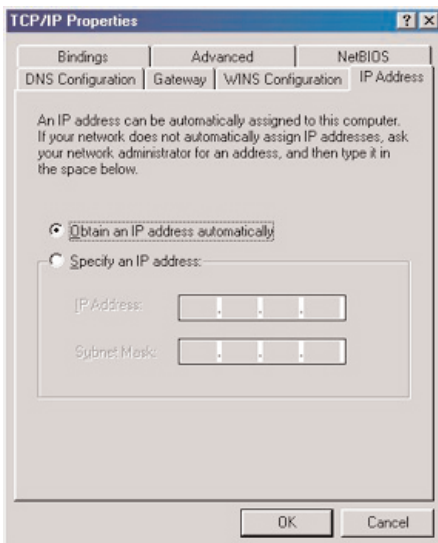 TCP/IP Properties
? ×
Bindings
Advanced
NetBIOS
DNS Configuration
Gateway
WINS Configuration
IP Address
An IP address can be automatically assigned to this computer.
If your network does not automatically assign IP addresses, ask
your network administrator for an address, and then type it in
the space below.
Obtain an IP address automatically
Specify an IP address:
IP Address:
. . .
Subnet Mask:
. . .
OK
Cancel